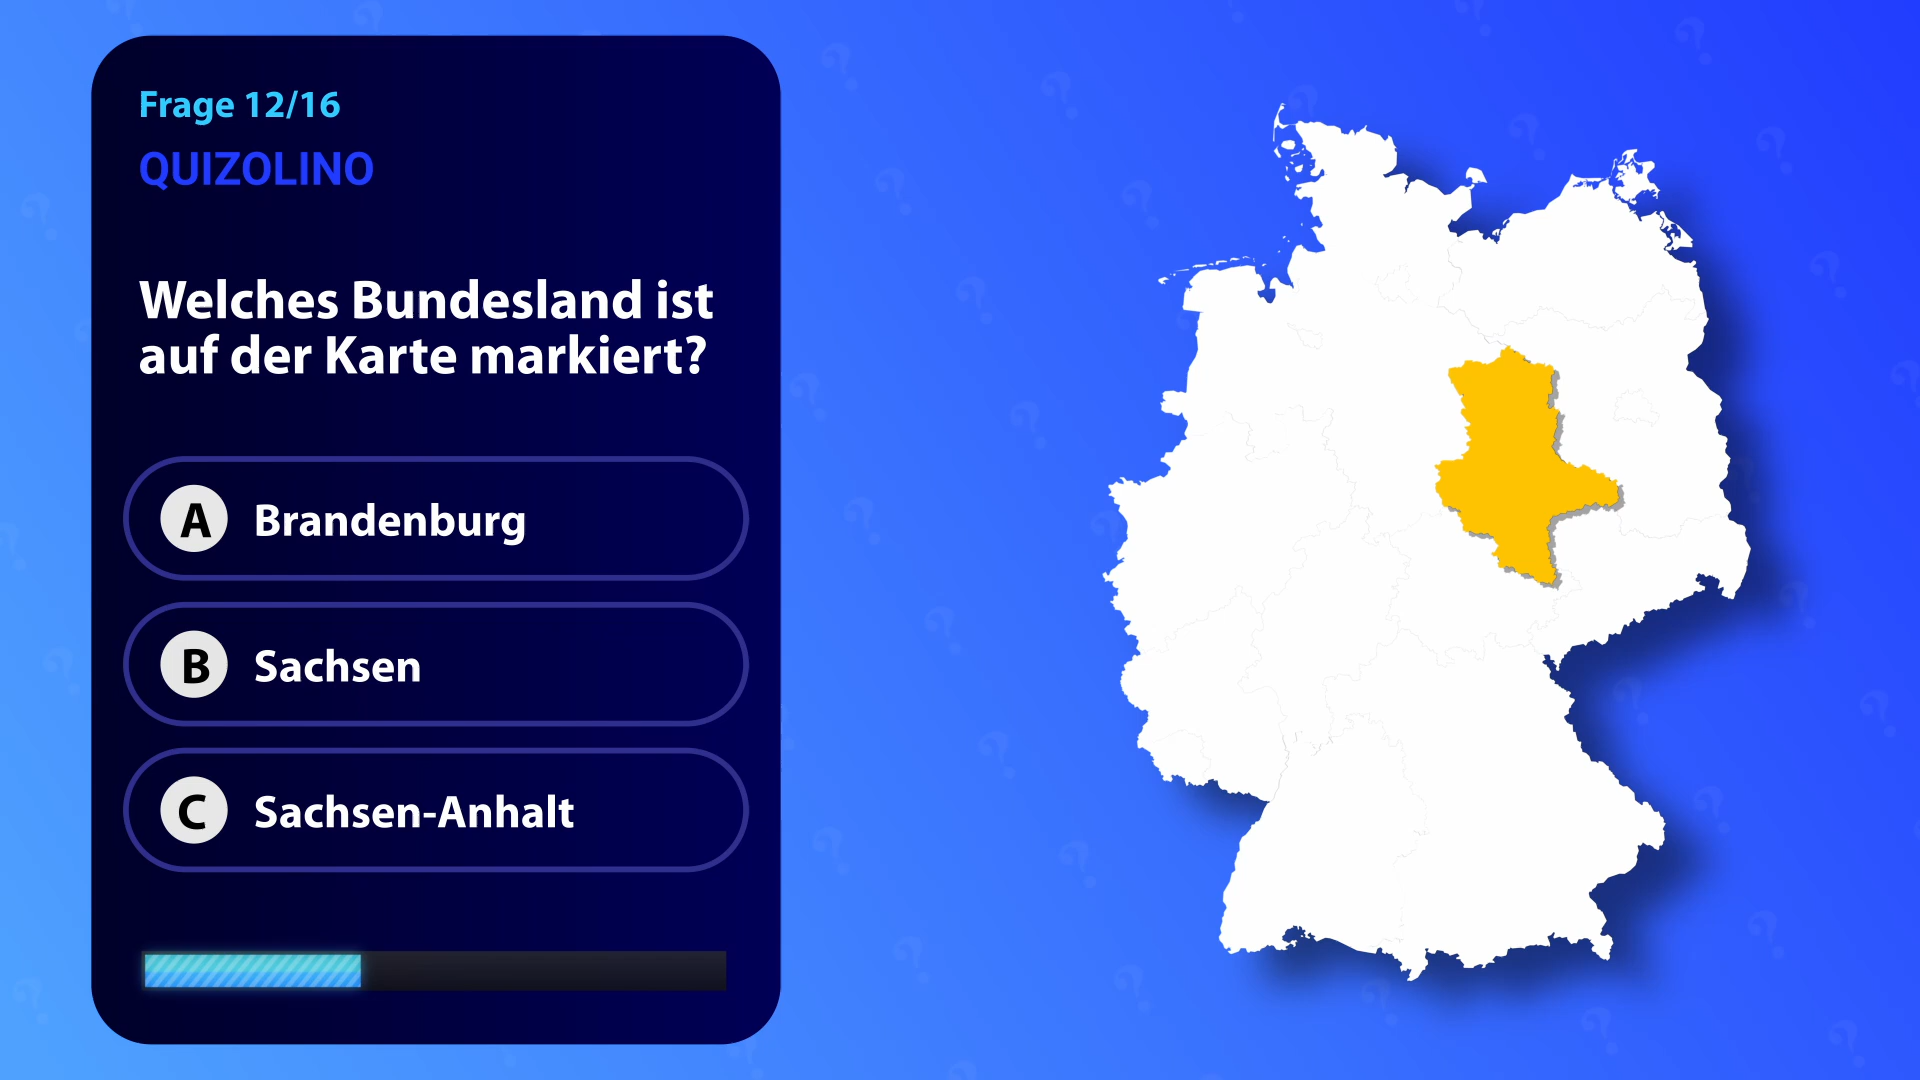 Frage 12/16
QUIZOLINO
Welches Bundesland ist
auf der Karte markiert?
A Brandenburg
B Sachsen
C Sachsen-Anhalt